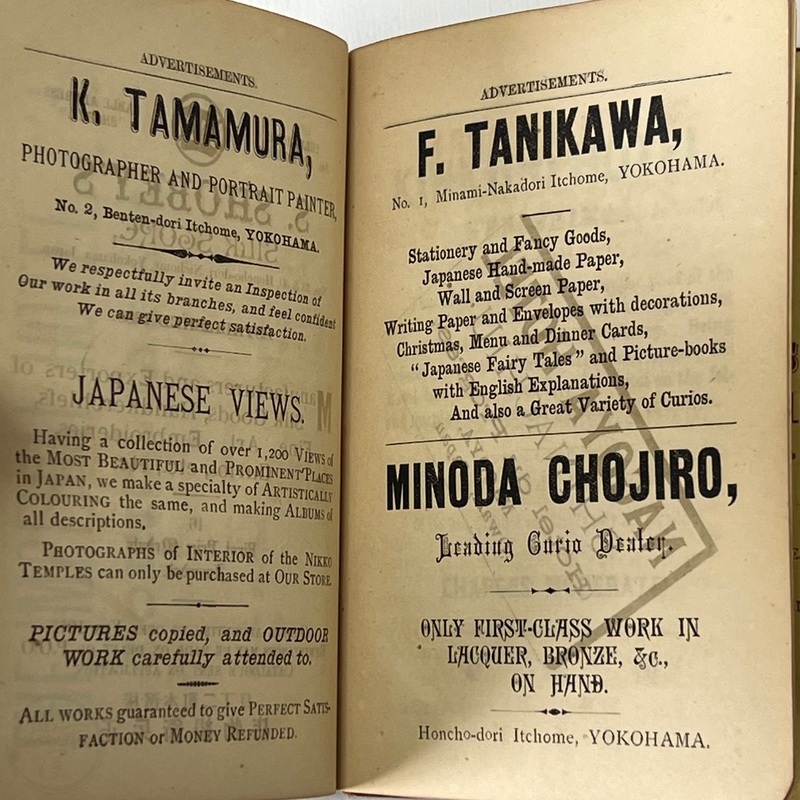 ADVERTISEMENTS.
K. TAMAMURA,
PHOTOGRAPHER AND PORTRAIT PAINTER,
No. 2, Benten-dori Itchome, YOKOHAMA.
We respectfully invite an Inspection of
Our work in all its branches, and feel confident
We can give perfect satisfaction.
JAPANESE VIEWS.
Having a collection of over 1,200 VIEWS of
the MOST BEAUTIFUL and PROMINENT PLACES
in JAPAN, we make a specialty of ARTISTICALLY
COLOURING the same, and making ALBUMS of
all descriptions.
PHOTOGRAPHS of INTERIOR of the NIKKO
TEMPLES can only be purchased at OUR STORE.
PICTURES copied, and OUTDOOR
WORK carefully attended to.
ALL WORKS guaranteed to give PERFECT SATIS-
FACTION or MONEY REFUNDED.
ADVERTISEMENTS.
F. TANIKAWA,
No. 1, Minami-Nakadori Itchome, YOKOHAMA.
Stationery and Fancy Goods,
Japanese Hand-made Paper,
Wall and Screen Paper,
Writing Paper and Envelopes with decorations,
Christmas, Menu and Dinner Cards,
"Japanese Fairy Tales" and Picture-books
with English Explanations,
And also a Great Variety of Curios.
MINODA CHOJIRO,
Leading Curio Dealer.
ONLY FIRST-CLASS WORK IN
LACQUER, BRONZE, &c.,
ON HAND.
Honcho-dori Itchome, YOKOHAMA.